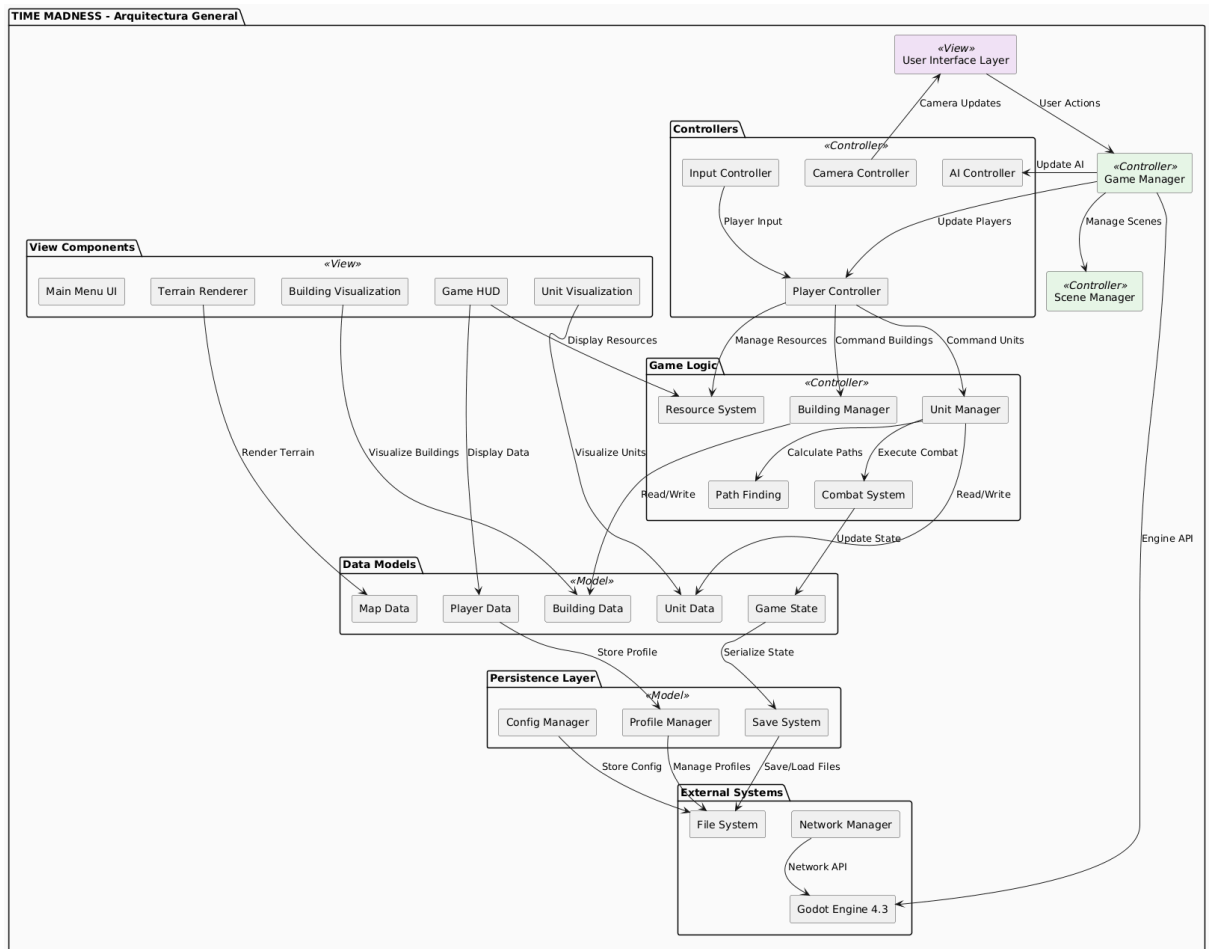 TIME MADNESS - Arquitectura General
«View»
User Interface Layer
Camera Updates
User Actions
Controllers
«Controller»
Input Controller
Camera Controller
AI Controller
Update AI
«Controller»
Game Manager
Player Input
Update Players
Manage Scenes
View Components
«View»
Main Menu UI
Terrain Renderer
Building Visualization
Game HUD
Unit Visualization
Player Controller
«Controller»
Scene Manager
Display Resources
Manage Resources
Command Buildings
Command Units
Game Logic
«Controller»
Resource System
Building Manager
Unit Manager
Render Terrain
Visualize Buildings
Display Data
Visualize Units
Calculate Paths
Execute Combat
Read/Write
Path Finding
Combat System
Read/Write
Update State
Engine API
Data Models
«Model»
Map Data
Player Data
Building Data
Unit Data
Game State
Store Profile
Serialize State
Persistence Layer
«Model»
Config Manager
Profile Manager
Save System
Store Config
Manage Profiles
Save/Load Files
External Systems
File System
Network Manager
Network API
Godot Engine 4.3